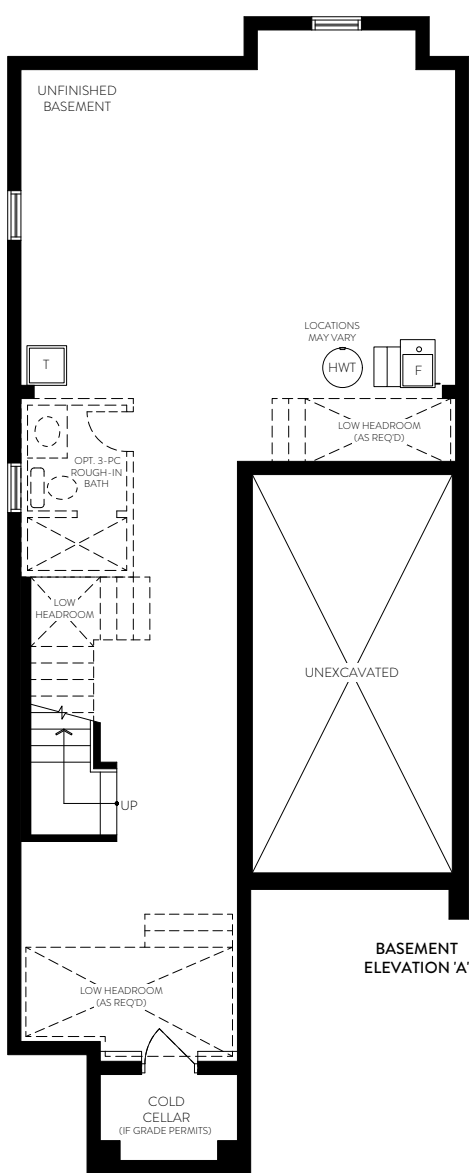 UNFINISHED
BASEMENT
LOCATIONS
MAY VARY
T
HWT
F
LOW HEADROOM
(AS REQ'D)
OPT. 3-PC
ROUGH-IN
BATH
LOW
HEADROOM
UNEXCAVATED
UP
BASEMENT
ELEVATION 'A'
LOW HEADROOM
(AS REQ'D)
COLD
CELLAR
(IF GRADE PERMITS)